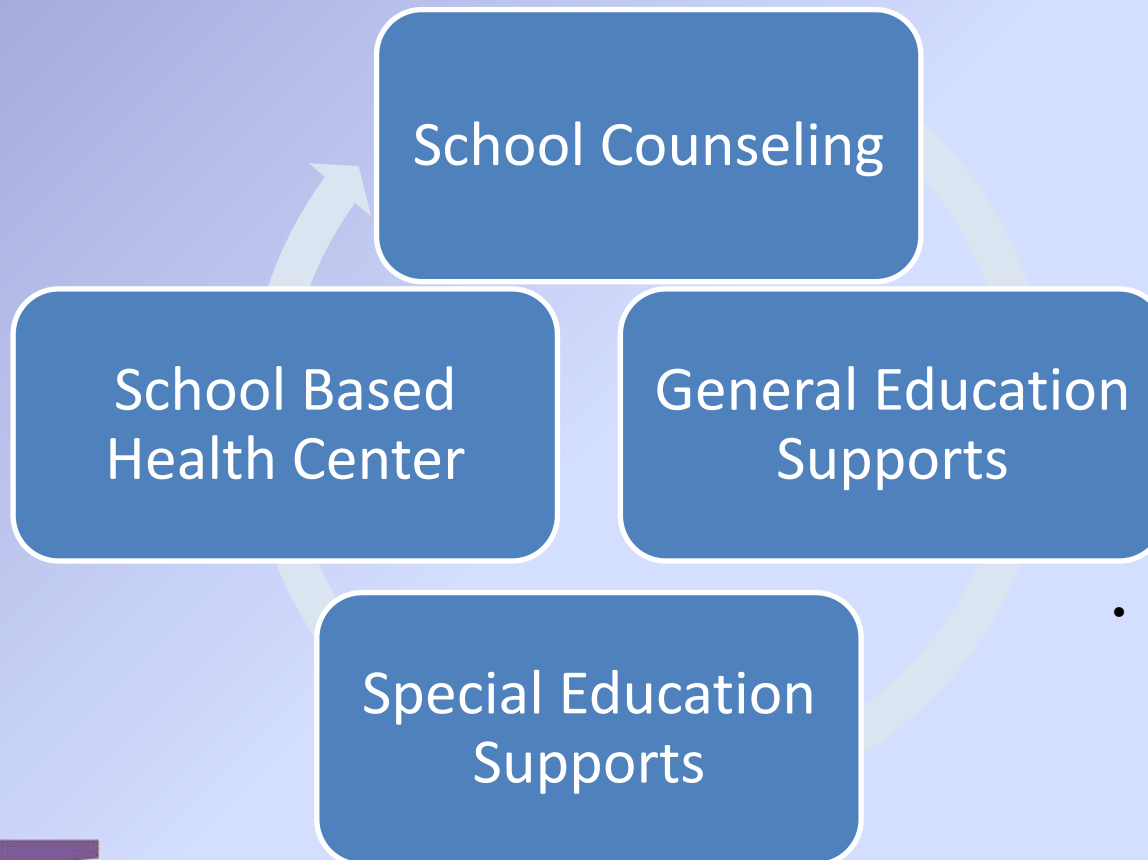 School Counseling
School Based
Health Center
General Education
Supports
•
Special Education
Supports